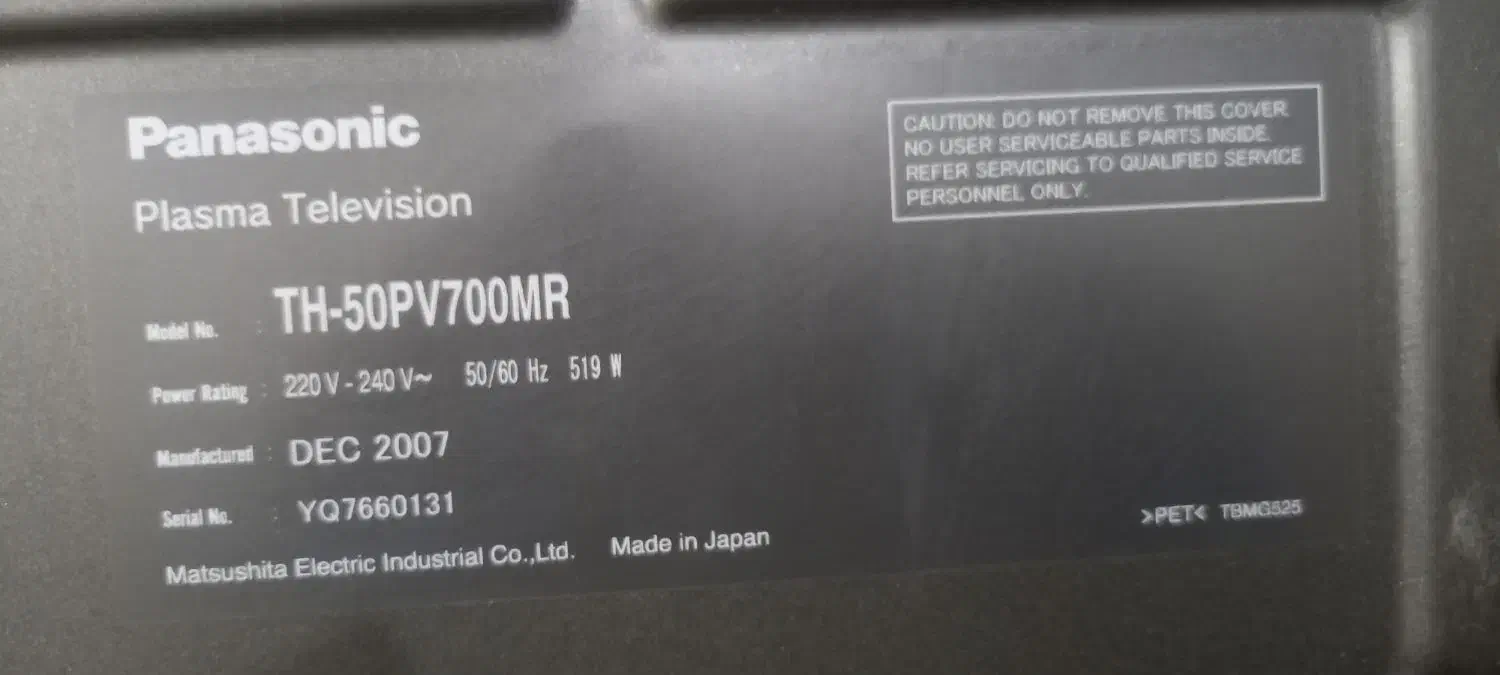 Panasonic
Plasma Television
Model No. : TH-50PV700MR
Power Rating : 220 V - 240 V~ 50/60 Hz 519 W
Manufactured : DEC 2007
Serial No. : YQ7660131
Matsushita Electric Industrial Co.,Ltd. Made in Japan
CAUTION: DO NOT REMOVE THIS COVER.
NO USER SERVICEABLE PARTS INSIDE.
REFER SERVICING TO QUALIFIED SERVICE
PERSONNEL ONLY.
>PET< TBMG525